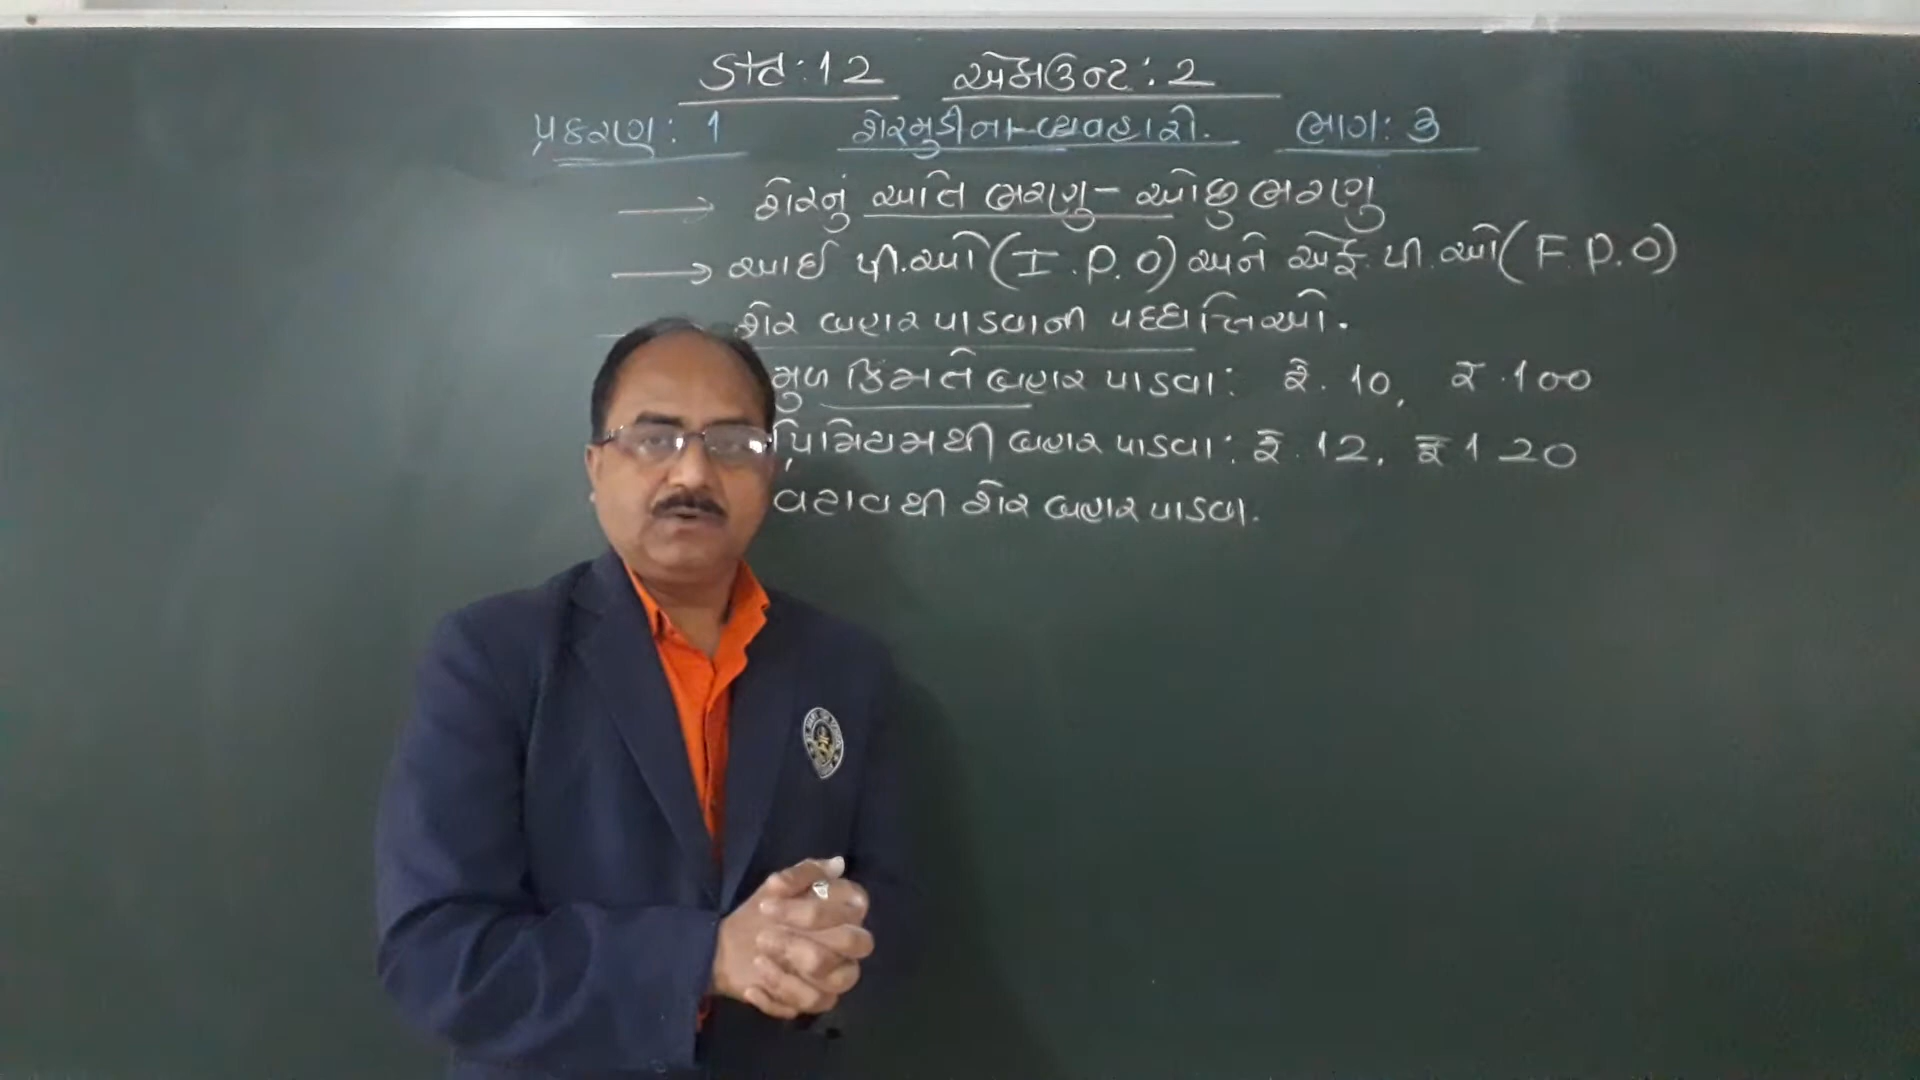 સ્ટાન્ડ: 12 એકાઉન્ટ: 2
પ્રકરણ: 1 શેરમુડીના વ્યવહારો. ભાગ: 3
→ શેરનું અતિ ભરણુ - ઓછુ ભરણુ
→ આઈ પી.ઓ (I.P.O) અને એફ.પી.ઓ (F.P.O)
શેર બહાર પાડવાની પધ્ધતિઓ.
મુળ કિંમતે બહાર પાડવા: રૂ. 10, ₹.100
પ્રિમિયમથી બહાર પાડવા: રૂ. 12, ₹ 120
વટાવથી શેર બહાર પાડવા.